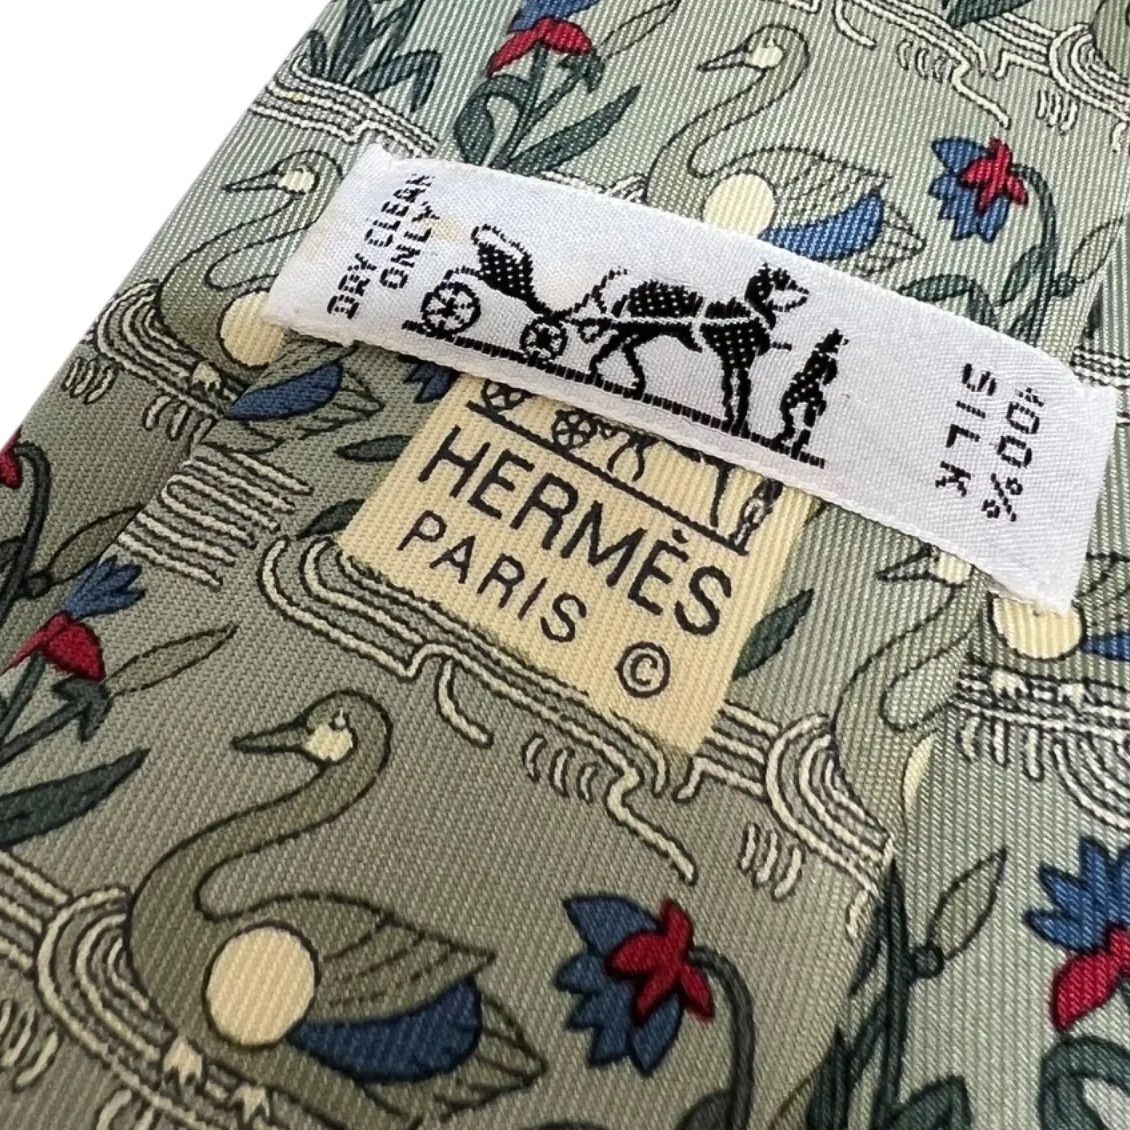 DRY CLEAN
ONLY
100%
SILK
HERMÈS
PARIS ©